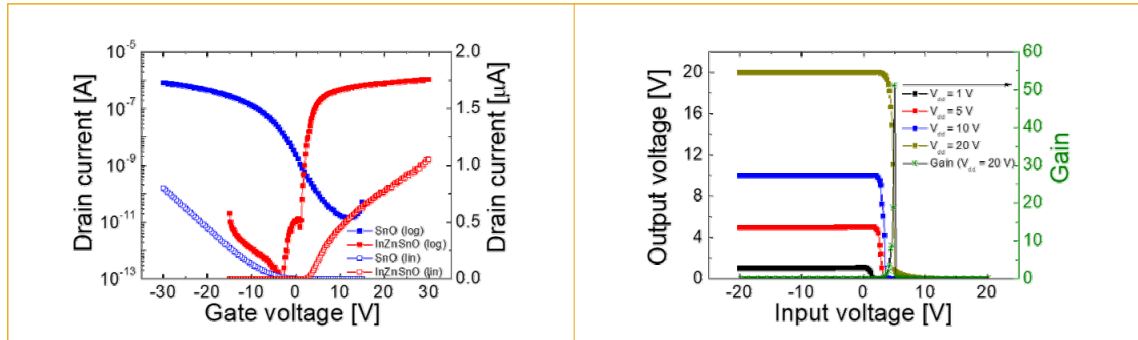 10⁻⁵
10⁻⁷
10⁻⁹
10⁻¹¹
10⁻¹³
Drain current [A]
2.0
1.5
1.0
0.5
0.0
Drain current [μA]
SnO (log)
InZnSnO (log)
SnO (lin)
InZnSnO (lin)
-30 -20 -10 0 10 20 30
Gate voltage [V]
20
16
12
8
4
0
Output voltage [V]
60
50
40
30
20
10
0
Gain
V_dd = 1 V
V_dd = 5 V
V_dd = 10 V
V_dd = 20 V
Gain (V_dd = 20 V)
-20 -10 0 10 20
Input voltage [V]